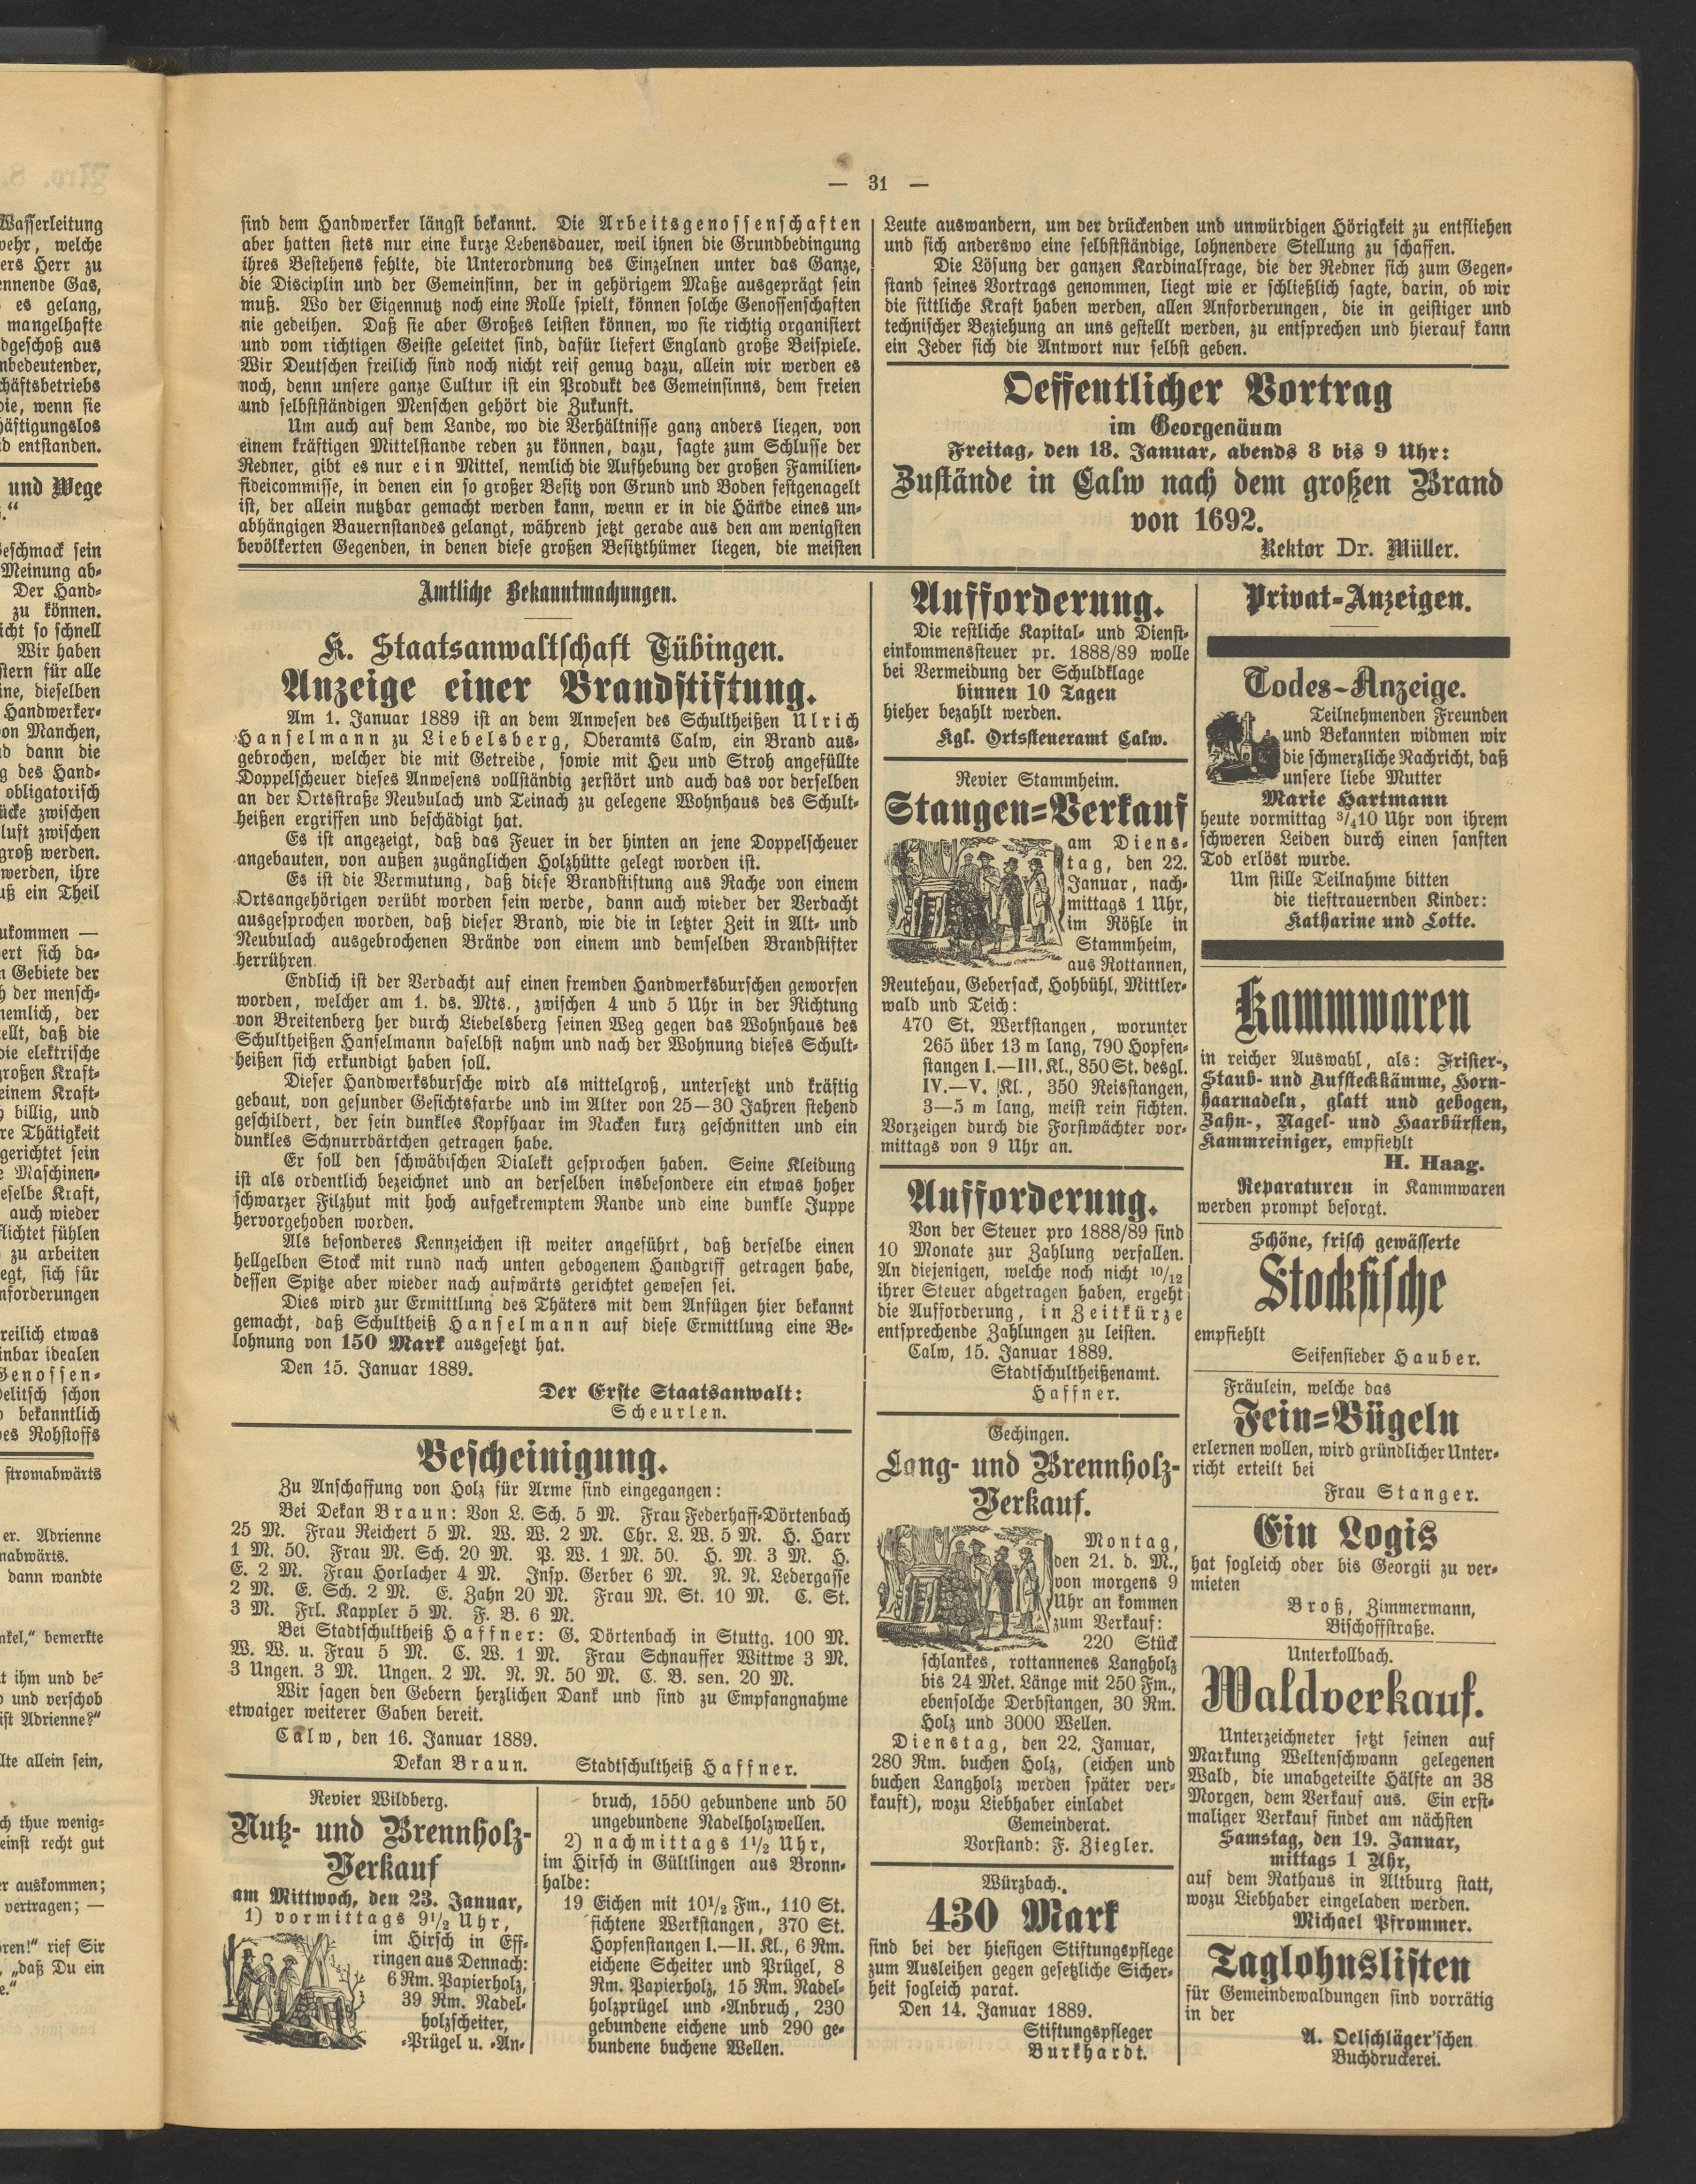 — 31 —
sind dem Handwerker längst bekannt. Die Arbeitsgenossenschaften
aber hatten stets nur eine kurze Lebensdauer, weil ihnen die Grundbedingung
ihres Bestehens fehlte, die Unterordnung des Einzelnen unter das Ganze,
die Disciplin und der Gemeinsinn, der in gehörigem Maße ausgeprägt sein
muß. Wo der Eigennutz noch eine Rolle spielt, können solche Genossenschaften
nie gedeihen. Daß sie aber Großes leisten können, wo sie richtig organisiert
und vom richtigen Geiste geleitet sind, dafür liefert England große Beispiele.
Wir Deutschen freilich sind noch nicht reif genug dazu, allein wir werden es
noch, denn unsere ganze Cultur ist ein Produkt des Gemeinsinns, dem freien
und selbstständigen Menschen gehört die Zukunft.
Um auch auf dem Lande, wo die Verhältnisse ganz anders liegen, von
einem kräftigen Mittelstande reden zu können, dazu, sagte zum Schlusse der
Redner, gibt es nur ein Mittel, nemlich die Aufhebung der großen Familien-
fideicommisse, in denen ein so großer Besitz von Grund und Boden festgenagelt
ist, der allein nutzbar gemacht werden kann, wenn er in die Hände eines un-
abhängigen Bauernstandes gelangt, während jetzt gerade aus den am wenigsten
bevölkerten Gegenden, in denen diese großen Besitzthümer liegen, die meisten
Leute auswandern, um der drückenden und unwürdigen Hörigkeit zu entfliehen
und sich anderswo eine selbstständige, lohnendere Stellung zu schaffen.
Die Lösung der ganzen Kardinalfrage, die der Redner sich zum Gegen-
stand seines Vortrags genommen, liegt wie er schließlich sagte, darin, ob wir
die sittliche Kraft haben werden, allen Anforderungen, die in geistiger und
technischer Beziehung an uns gestellt werden, zu entsprechen und hierauf kann
ein Jeder sich die Antwort nur selbst geben.
Oeffentlicher Vortrag
im Georgenäum
Freitag, den 18. Januar, abends 8 bis 9 Uhr:
Zustände in Calw nach dem großen Brand
von 1692.
Rektor Dr. Müller.
Amtliche Bekanntmachungen.
K. Staatsanwaltschaft Tübingen.
Anzeige einer Brandstiftung.
Am 1. Januar 1889 ist an dem Anwesen des Schultheißen Ulrich
Hanselmann zu Liebelsberg, Oberamts Calw, ein Brand aus-
gebrochen, welcher die mit Getreide, sowie mit Heu und Stroh angefüllte
Doppelscheuer dieses Anwesens vollständig zerstört und auch das vor derselben
an der Ortsstraße Neubulach und Teinach zu gelegene Wohnhaus des Schult-
heißen ergriffen und beschädigt hat.
Es ist angezeigt, daß das Feuer in der hinten an jene Doppelscheuer
angebauten, von außen zugänglichen Holzhütte gelegt worden ist.
Es ist die Vermutung, daß diese Brandstiftung aus Rache von einem
Ortsangehörigen verübt worden sein werde, dann auch wieder der Verdacht
ausgesprochen worden, daß dieser Brand, wie die in letzter Zeit in Alt- und
Neubulach ausgebrochenen Brände von einem und demselben Brandstifter
herrühren.
Endlich ist der Verdacht auf einen fremden Handwerksburschen geworfen
worden, welcher am 1. ds. Mts., zwischen 4 und 5 Uhr in der Richtung
von Breitenberg her durch Liebelsberg seinen Weg gegen das Wohnhaus des
Schultheißen Hanselmann daselbst nahm und nach der Wohnung dieses Schult-
heißen sich erkundigt haben soll.
Dieser Handwerksbursche wird als mittelgroß, untersetzt und kräftig
gebaut, von gesunder Gesichtsfarbe und im Alter von 25—30 Jahren stehend
geschildert, der sein dunkles Kopfhaar im Nacken kurz geschnitten und ein
dunkles Schnurrbärtchen getragen habe.
Er soll den schwäbischen Dialekt gesprochen haben. Seine Kleidung
ist als ordentlich bezeichnet und an derselben insbesondere ein etwas hoher
schwarzer Filzhut mit hoch aufgekremptem Rande und eine dunkle Juppe
hervorgehoben worden.
Als besonderes Kennzeichen ist weiter angeführt, daß derselbe einen
hellgelben Stock mit rund nach unten gebogenem Handgriff getragen habe,
dessen Spitze aber wieder nach aufwärts gerichtet gewesen sei.
Dies wird zur Ermittlung des Thäters mit dem Anfügen hier bekannt
gemacht, daß Schultheiß Hanselmann auf diese Ermittlung eine Be-
lohnung von 150 Mark ausgesetzt hat.
Den 15. Januar 1889.
Der Erste Staatsanwalt:
Scheurlen.
Bescheinigung.
Zu Anschaffung von Holz für Arme sind eingegangen:
Bei Dekan Braun: Von L. Sch. 5 M. Frau Federhaff-Dörtenbach
25 M. Frau Reichert 5 M. W. W. 2 M. Chr. L. W. 5 M. H. Harr
1 M. 50. Frau M. Sch. 20 M. P. W. 1 M. 50. H. M. 3 M. H.
E. 2 M. Frau Horlacher 4 M. Insp. Gerber 6 M. N. N. Ledergasse
2 M. E. Sch. 2 M. E. Zahn 20 M. Frau M. St. 10 M. C. St.
3 M. Frl. Kappler 5 M. F. B. 6 M.
Bei Stadtschultheiß Haffner: G. Dörtenbach in Stuttg. 100 M.
W. W. u. Frau 5 M. C. W. 1 M. Frau Schnauffer Wittwe 3 M.
3 Ungen. 3 M. Ungen. 2 M. N. N. 50 M. C. B. sen. 20 M.
Wir sagen den Gebern herzlichen Dank und sind zu Empfangnahme
etwaiger weiterer Gaben bereit.
Calw, den 16. Januar 1889.
Dekan Braun. Stadtschultheiß Haffner.
Revier Wildberg.
Nutz- und Brennholz-
Verkauf
am Mittwoch, den 23. Januar,
1) vormittags 9½ Uhr,
im Hirsch in Eff-
ringen aus Dennach:
6 Rm. Papierholz,
39 Rm. Nadel-
holzscheiter,
-Prügel u. -An-
bruch, 1550 gebundene und 50
ungebundene Nadelholzwellen.
2) nachmittags 1½ Uhr,
im Hirsch in Gültlingen aus Bronn-
halde:
19 Eichen mit 10½ Fm., 110 St.
fichtene Werkstangen, 370 St.
Hopfenstangen I.—II. Kl., 6 Rm.
eichene Scheiter und Prügel, 8
Rm. Papierholz, 15 Rm. Nadel-
holzprügel und -Anbruch, 230
gebundene eichene und 290 ge-
bundene buchene Wellen.
Aufforderung.
Die restliche Kapital- und Dienst-
einkommenssteuer pr. 1888/89 wolle
bei Vermeidung der Schuldklage
binnen 10 Tagen
hieher bezahlt werden.
Kgl. Ortssteueramt Calw.
Revier Stammheim.
Stangen-Verkauf
am Diens-
tag, den 22.
Januar, nach-
mittags 1 Uhr,
im Rößle in
Stammheim,
aus Rottannen,
Reutehau, Gebersack, Hohbühl, Mittler-
wald und Teich:
470 St. Werkstangen, worunter
265 über 13 m lang, 790 Hopfen-
stangen I.—III. Kl., 850 St. desgl.
IV.—V. Kl., 350 Reisstangen,
3—5 m lang, meist rein fichten.
Vorzeigen durch die Forstwächter vor-
mittags von 9 Uhr an.
Aufforderung.
Von der Steuer pro 1888/89 sind
10 Monate zur Zahlung verfallen.
An diejenigen, welche noch nicht 10/12
ihrer Steuer abgetragen haben, ergeht
die Aufforderung, in Zeitkürze
entsprechende Zahlungen zu leisten.
Calw, 15. Januar 1889.
Stadtschultheißenamt.
Haffner.
Gechingen.
Lang- und Brennholz-
Verkauf.
Montag,
den 21. d. M.,
von morgens 9
Uhr an kommen
zum Verkauf:
220 Stück
schlankes, rottannenes Langholz
bis 24 Met. Länge mit 250 Fm.,
ebensolche Derbstangen, 30 Rm.
Holz und 3000 Wellen.
Dienstag, den 22. Januar,
280 Rm. buchen Holz, (eichen und
buchen Langholz werden später ver-
kauft), wozu Liebhaber einladet
Gemeinderat.
Vorstand: F. Ziegler.
Würzbach.
430 Mark
sind bei der hiesigen Stiftungspflege
zum Ausleihen gegen gesetzliche Sicher-
heit sogleich parat.
Den 14. Januar 1889.
Stiftungspfleger
Burkhardt.
Privat-Anzeigen.
Todes-Anzeige.
Teilnehmenden Freunden
und Bekannten widmen wir
die schmerzliche Nachricht, daß
unsere liebe Mutter
Marie Hartmann
heute vormittag ¾10 Uhr von ihrem
schweren Leiden durch einen sanften
Tod erlöst wurde.
Um stille Teilnahme bitten
die tieftrauernden Kinder:
Katharine und Lotte.
Kammwaren
in reicher Auswahl, als: Frisier-,
Staub- und Aufsteckkämme, Horn-
haarnadeln, glatt und gebogen,
Zahn-, Nagel- und Haarbürsten,
Kammreiniger, empfiehlt
H. Haag.
Reparaturen in Kammwaren
werden prompt besorgt.
Schöne, frisch gewässerte
Stockfische
empfiehlt
Seifensieder Hauber.
Fräulein, welche das
Fein-Bügeln
erlernen wollen, wird gründlicher Unter-
richt erteilt bei
Frau Stanger.
Ein Logis
hat sogleich oder bis Georgii zu ver-
mieten
Broß, Zimmermann,
Bischoffstraße.
Unterkollbach.
Waldverkauf.
Unterzeichneter setzt seinen auf
Markung Weltenschwann gelegenen
Wald, die unabgeteilte Hälfte an 38
Morgen, dem Verkauf aus. Ein erst-
maliger Verkauf findet am nächsten
Samstag, den 19. Januar,
mittags 1 Uhr,
auf dem Rathaus in Altburg statt,
wozu Liebhaber eingeladen werden.
Michael Pfrommer.
Taglohnslisten
für Gemeindewaldungen sind vorrätig
in der
A. Oelschläger'schen
Buchdruckerei.